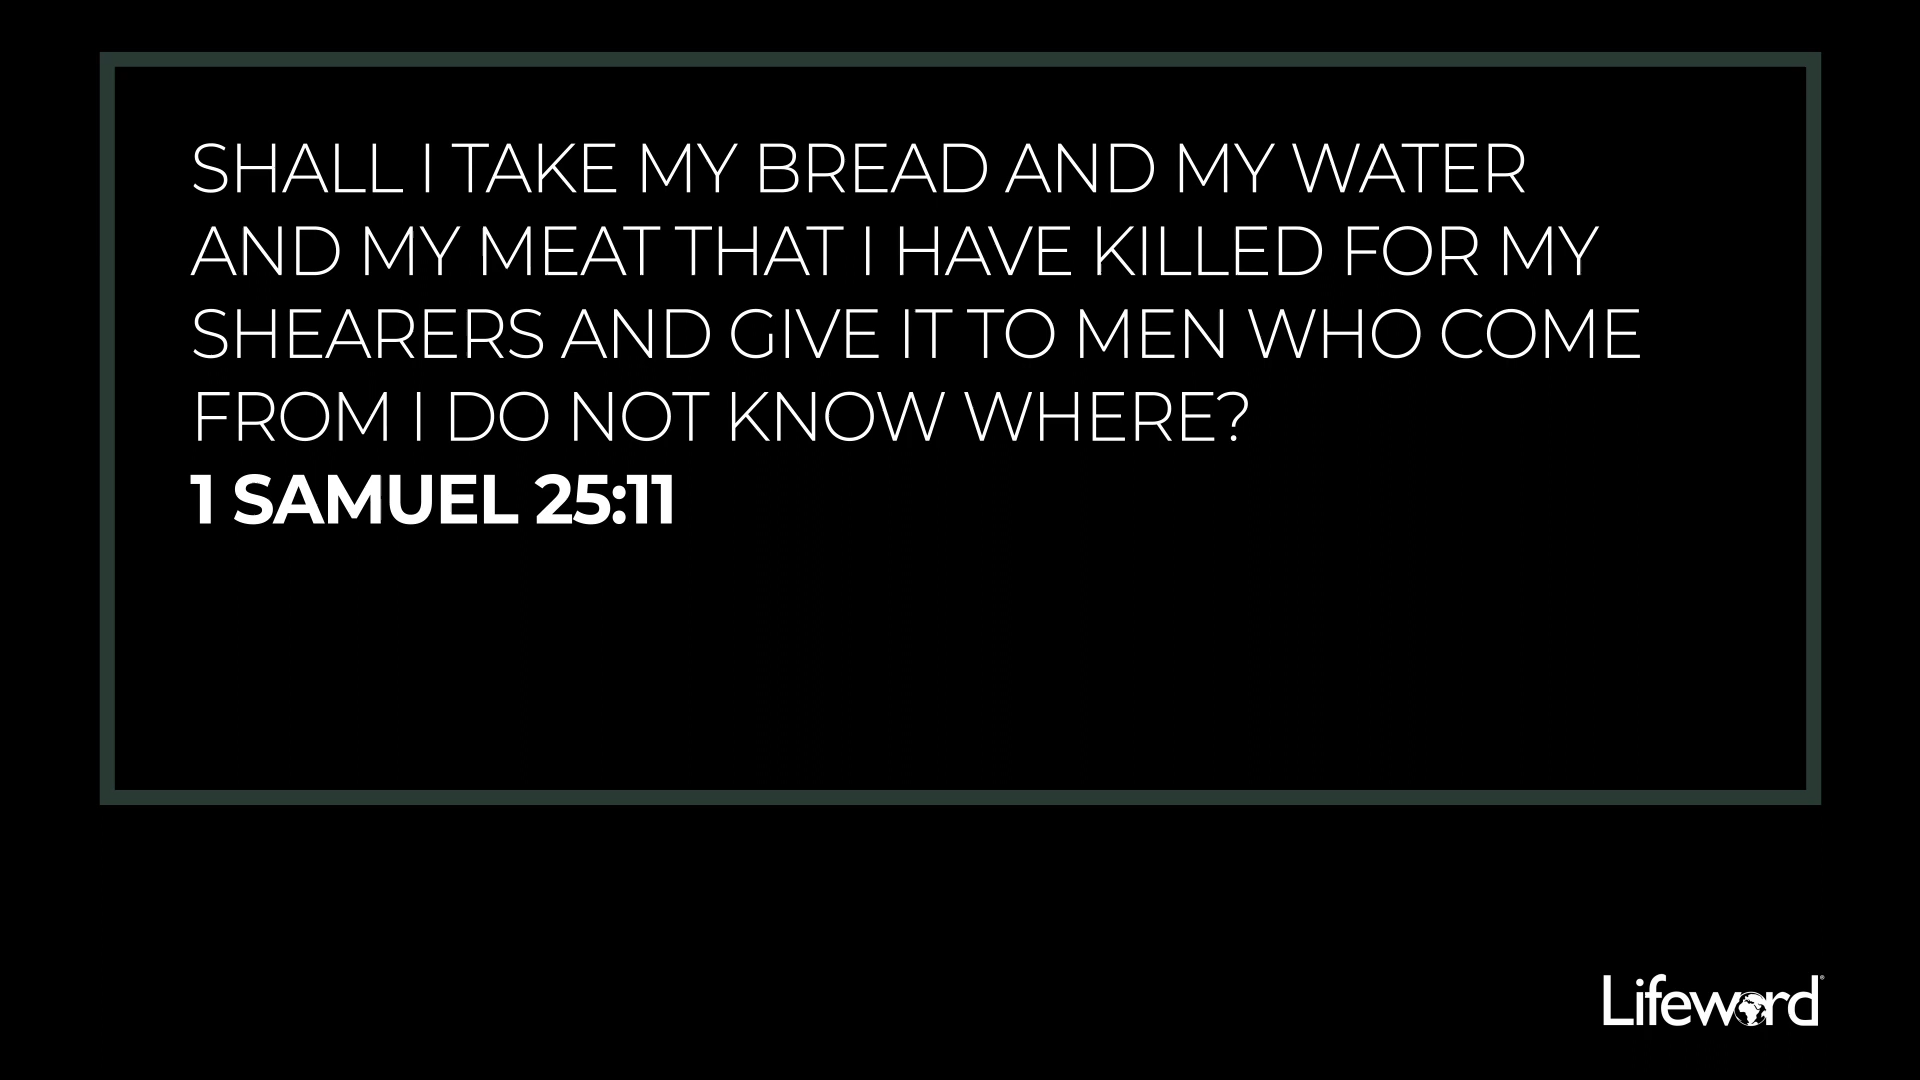 SHALL I TAKE MY BREAD AND MY WATER
AND MY MEAT THAT I HAVE KILLED FOR MY
SHEARERS AND GIVE IT TO MEN WHO COME
FROM I DO NOT KNOW WHERE?
1 SAMUEL 25:11
Lifeword®